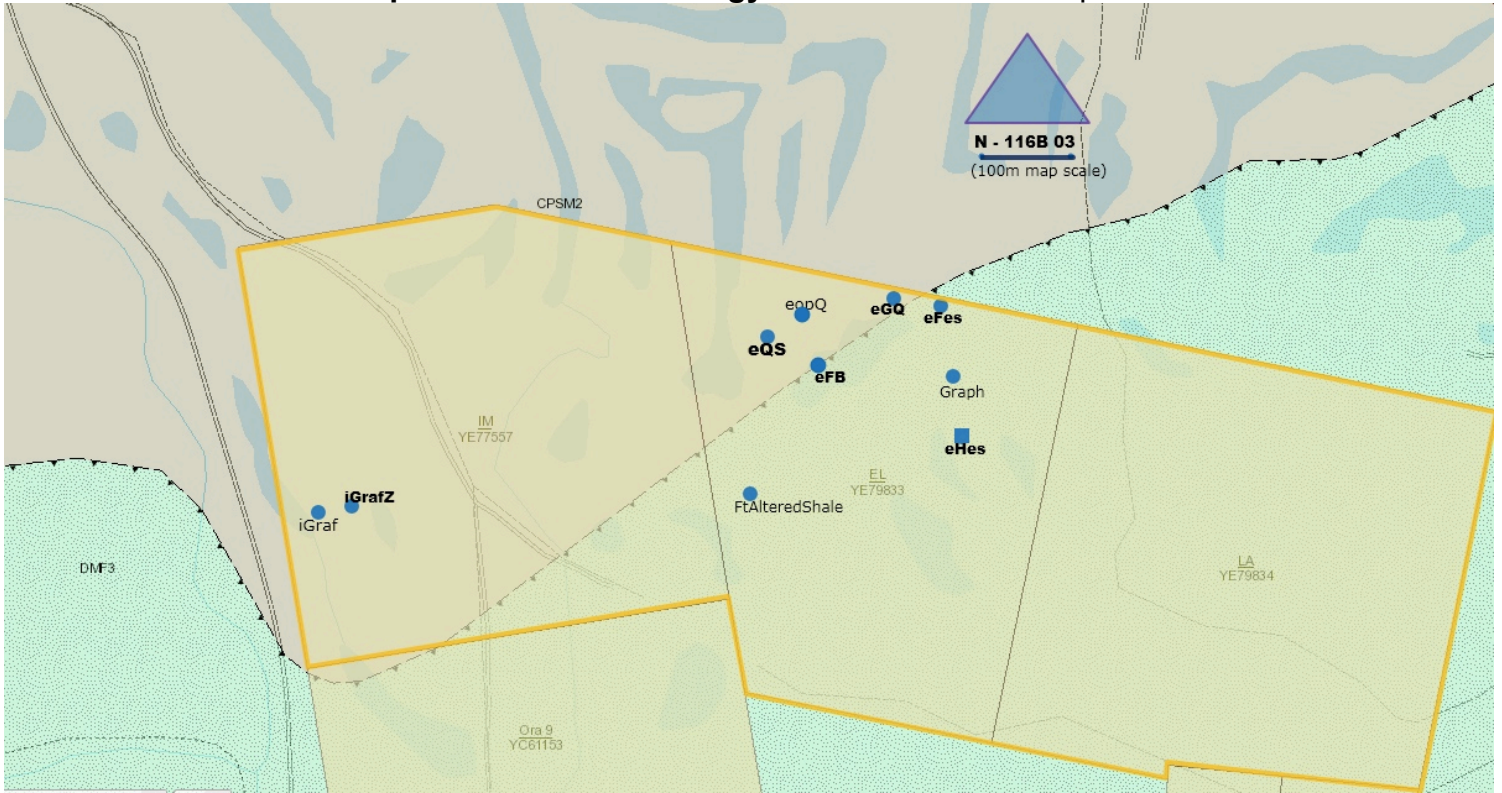 N - 116B 03
(100m map scale)
CPSM2
eopQ
eGQ
eFes
eQS
eFB
Graph
IM
YE77557
eHes
EL
YE79833
iGrafZ
FtAlteredShale
iGraf
DMF3
LA
YE79834
Ora 9
YC61153